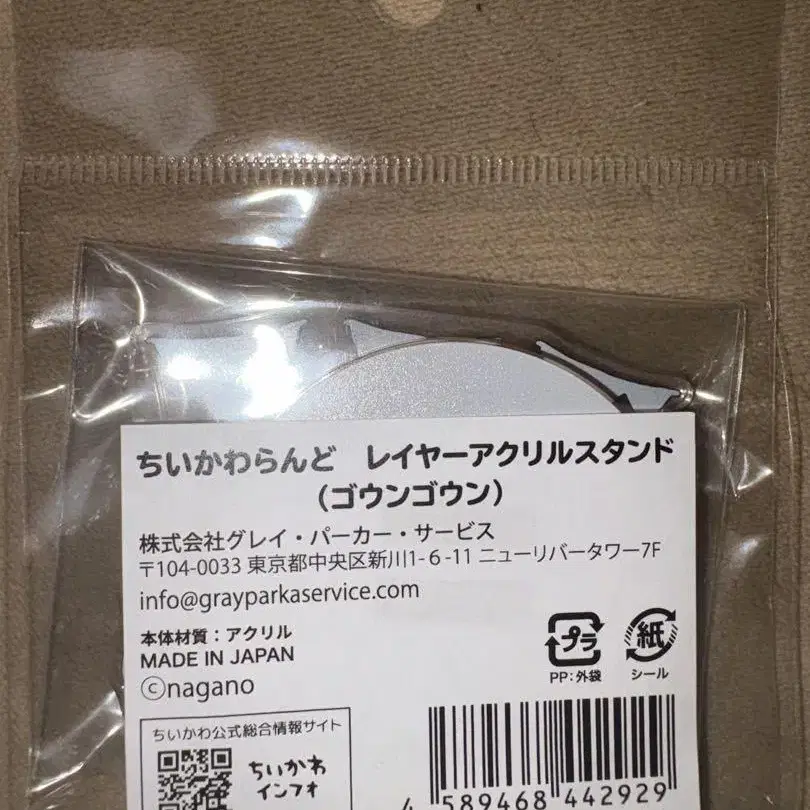 ちいかわらんど レイヤーアクリルスタンド
（ゴウンゴウン）
株式会社グレイ・パーカー・サービス
〒104-0033 東京都中央区新川1-6-11 ニューリバータワー7F
info@grayparkaservice.com
本体材質：アクリル
MADE IN JAPAN
©nagano
プラ
PP：外袋
紙
シール
ちいかわ公式総合情報サイト
ちいかわ
インフォ
4 589468 442929